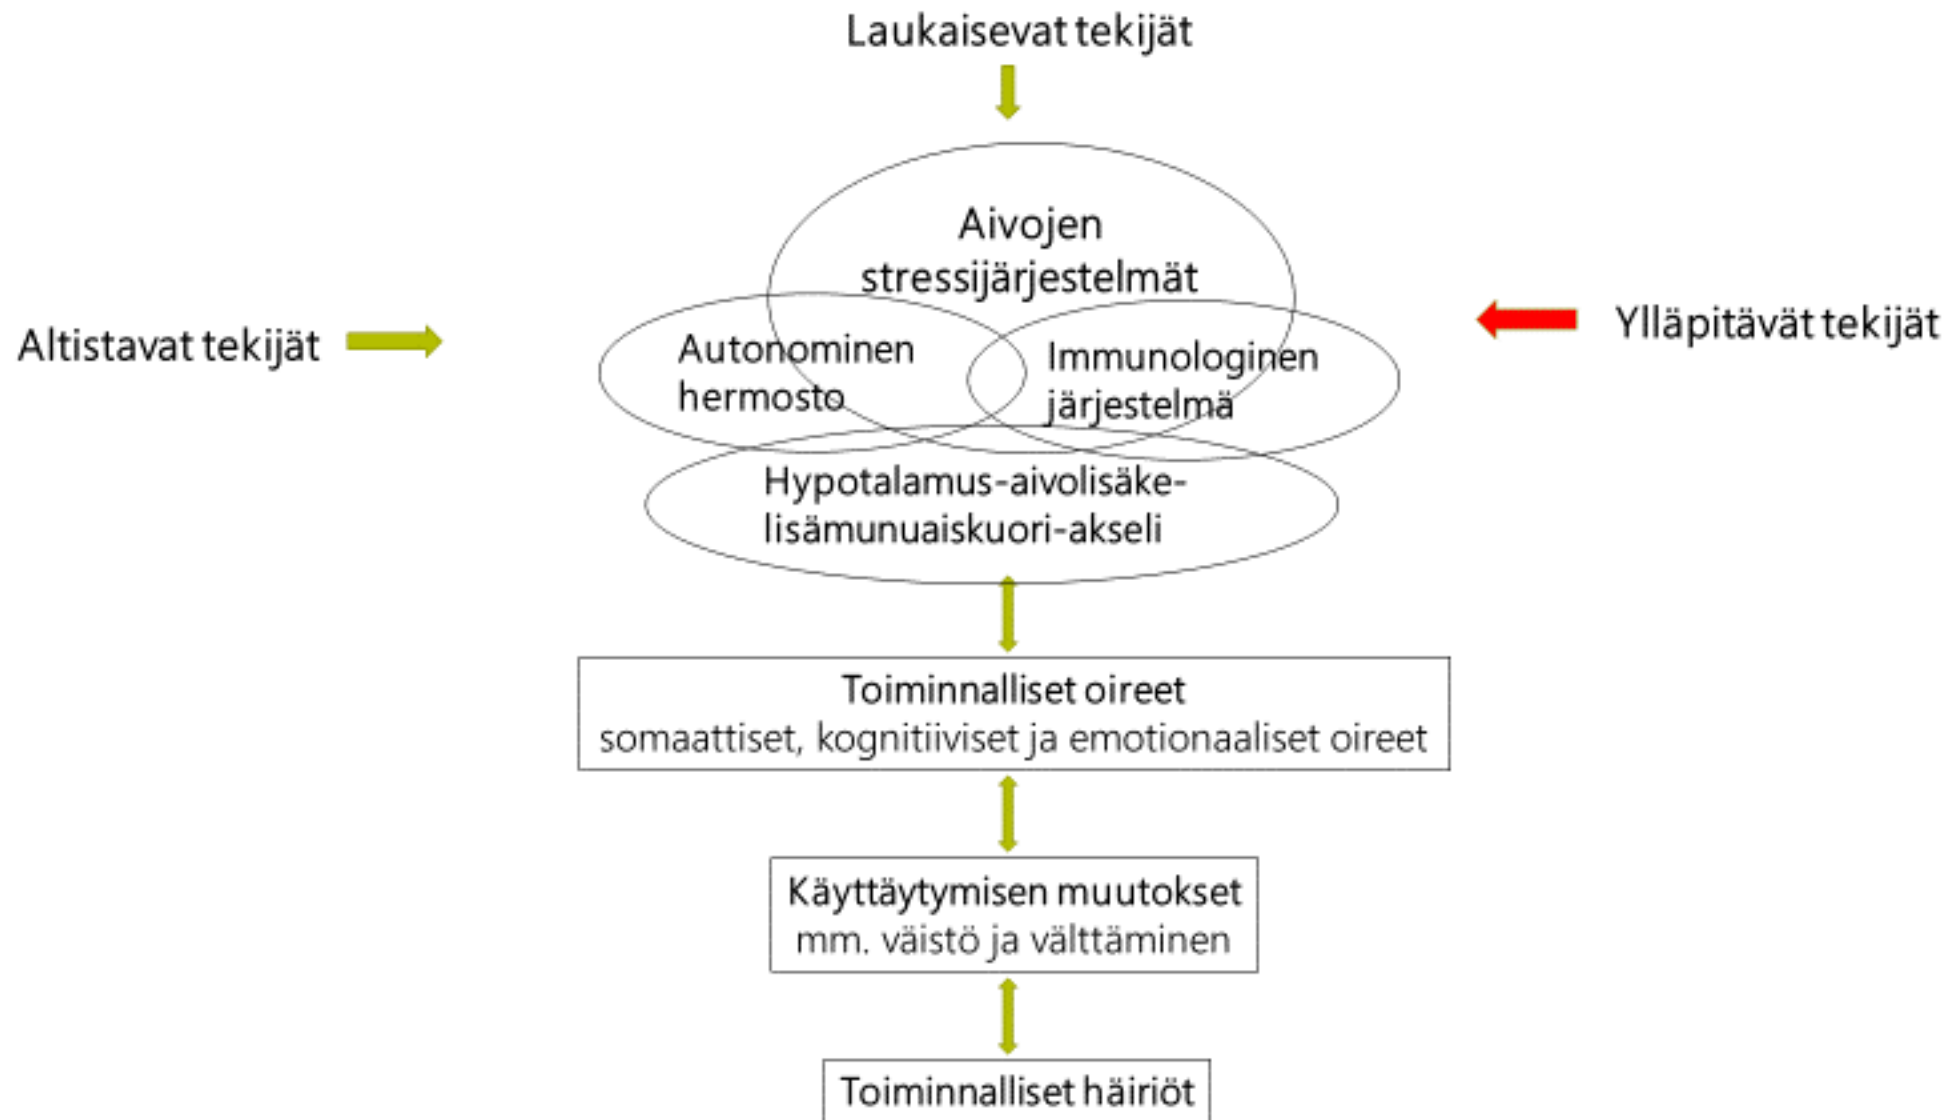 Laukaisevat tekijät
Aivojen
stressijärjestelmät
Altistavat tekijät
Ylläpitävät tekijät
Autonominen
hermosto
Immunologinen
järjestelmä
Hypotalamus-aivolisäke-
lisämunuaiskuori-akseli
Toiminnalliset oireet
somaattiset, kognitiiviset ja emotionaaliset oireet
Käyttäytymisen muutokset
mm. väistö ja välttäminen
Toiminnalliset häiriöt